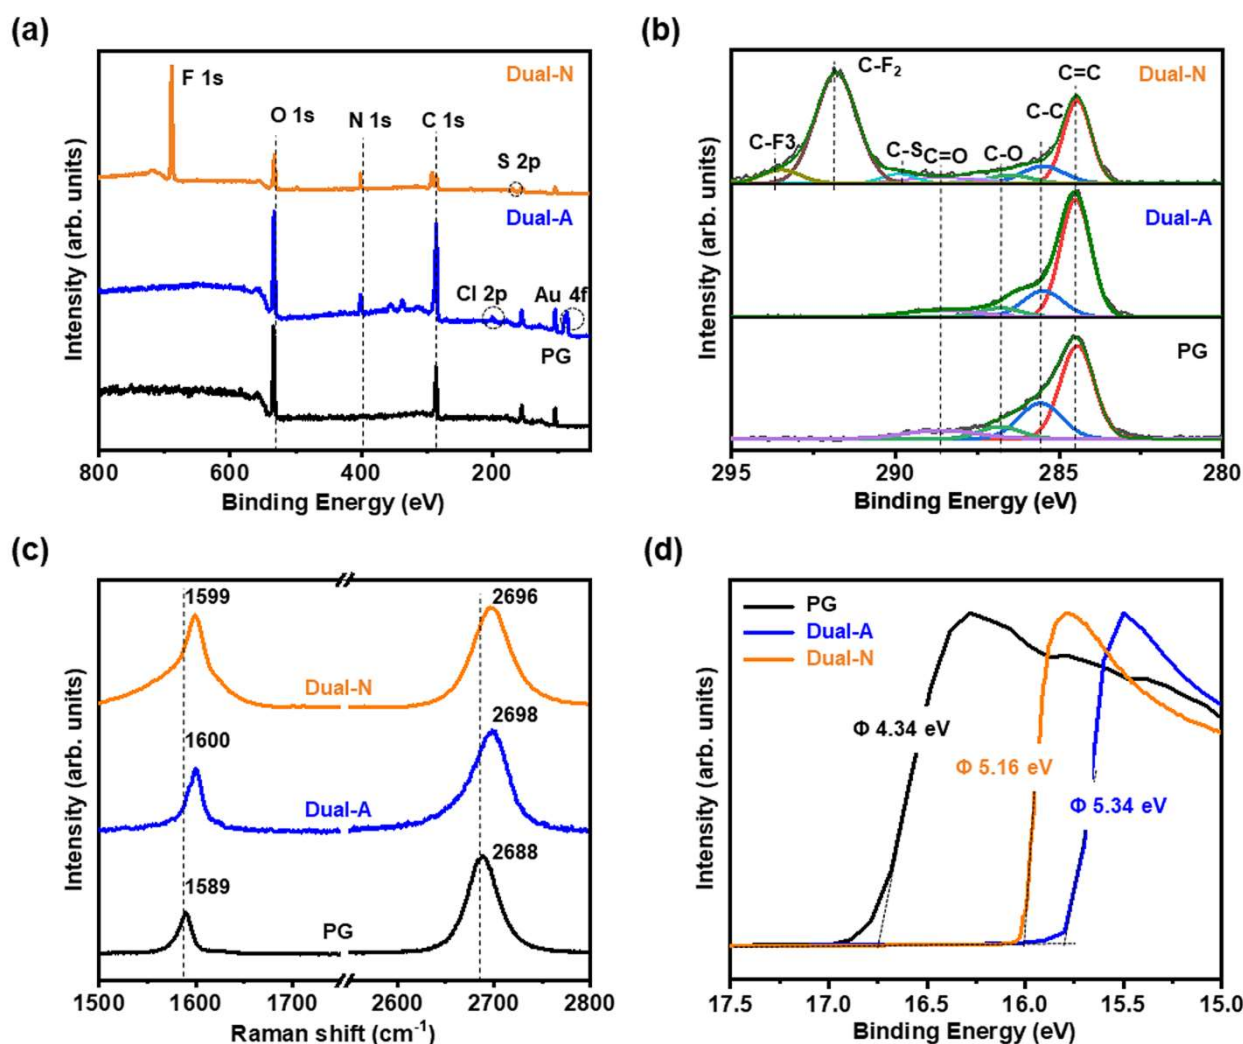 (a)
F 1s
Dual-N
O 1s
N 1s
C 1s
S 2p
Dual-A
Cl 2p
Au 4f
PG
Intensity (arb. units)
800
600
400
200
Binding Energy (eV)
(b)
C-F2
C=C
Dual-N
C-C
C-F3
C-S
C=O
C-O
Dual-A
PG
Intensity (arb. units)
295
290
285
280
Binding Energy (eV)
(c)
1599
2696
Dual-N
2698
1600
Dual-A
2688
1589
PG
Intensity (arb. units)
1500
1600
1700
2600
2700
2800
Raman shift (cm-1)
(d)
PG
Dual-A
Dual-N
Φ 4.34 eV
Φ 5.16 eV
Φ 5.34 eV
Intensity (arb. units)
17.5
17.0
16.5
16.0
15.5
15.0
Binding Energy (eV)